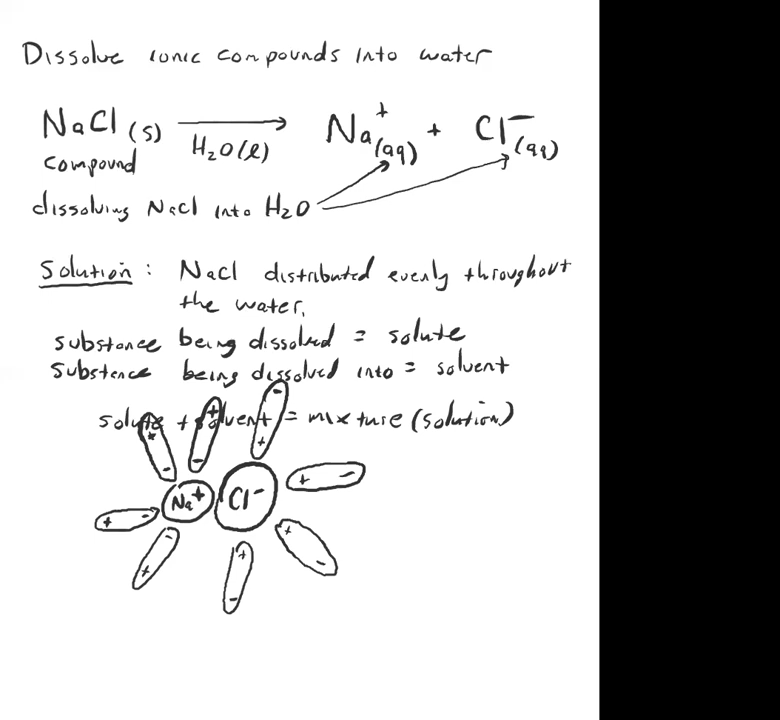 Dissolve ionic compounds into water
NaCl (s) → Na⁺(aq) + Cl⁻(aq)
H₂O(l)
compound
dissolving NaCl into H₂O
Solution : NaCl distributed evenly throughout
the water.
substance being dissolved = solute
substance being dissolved into = solvent
solute + solvent = mixture (solution)
+ + -
- - +
Na⁺ Cl⁻ + -
+ -
- + +
+ - -